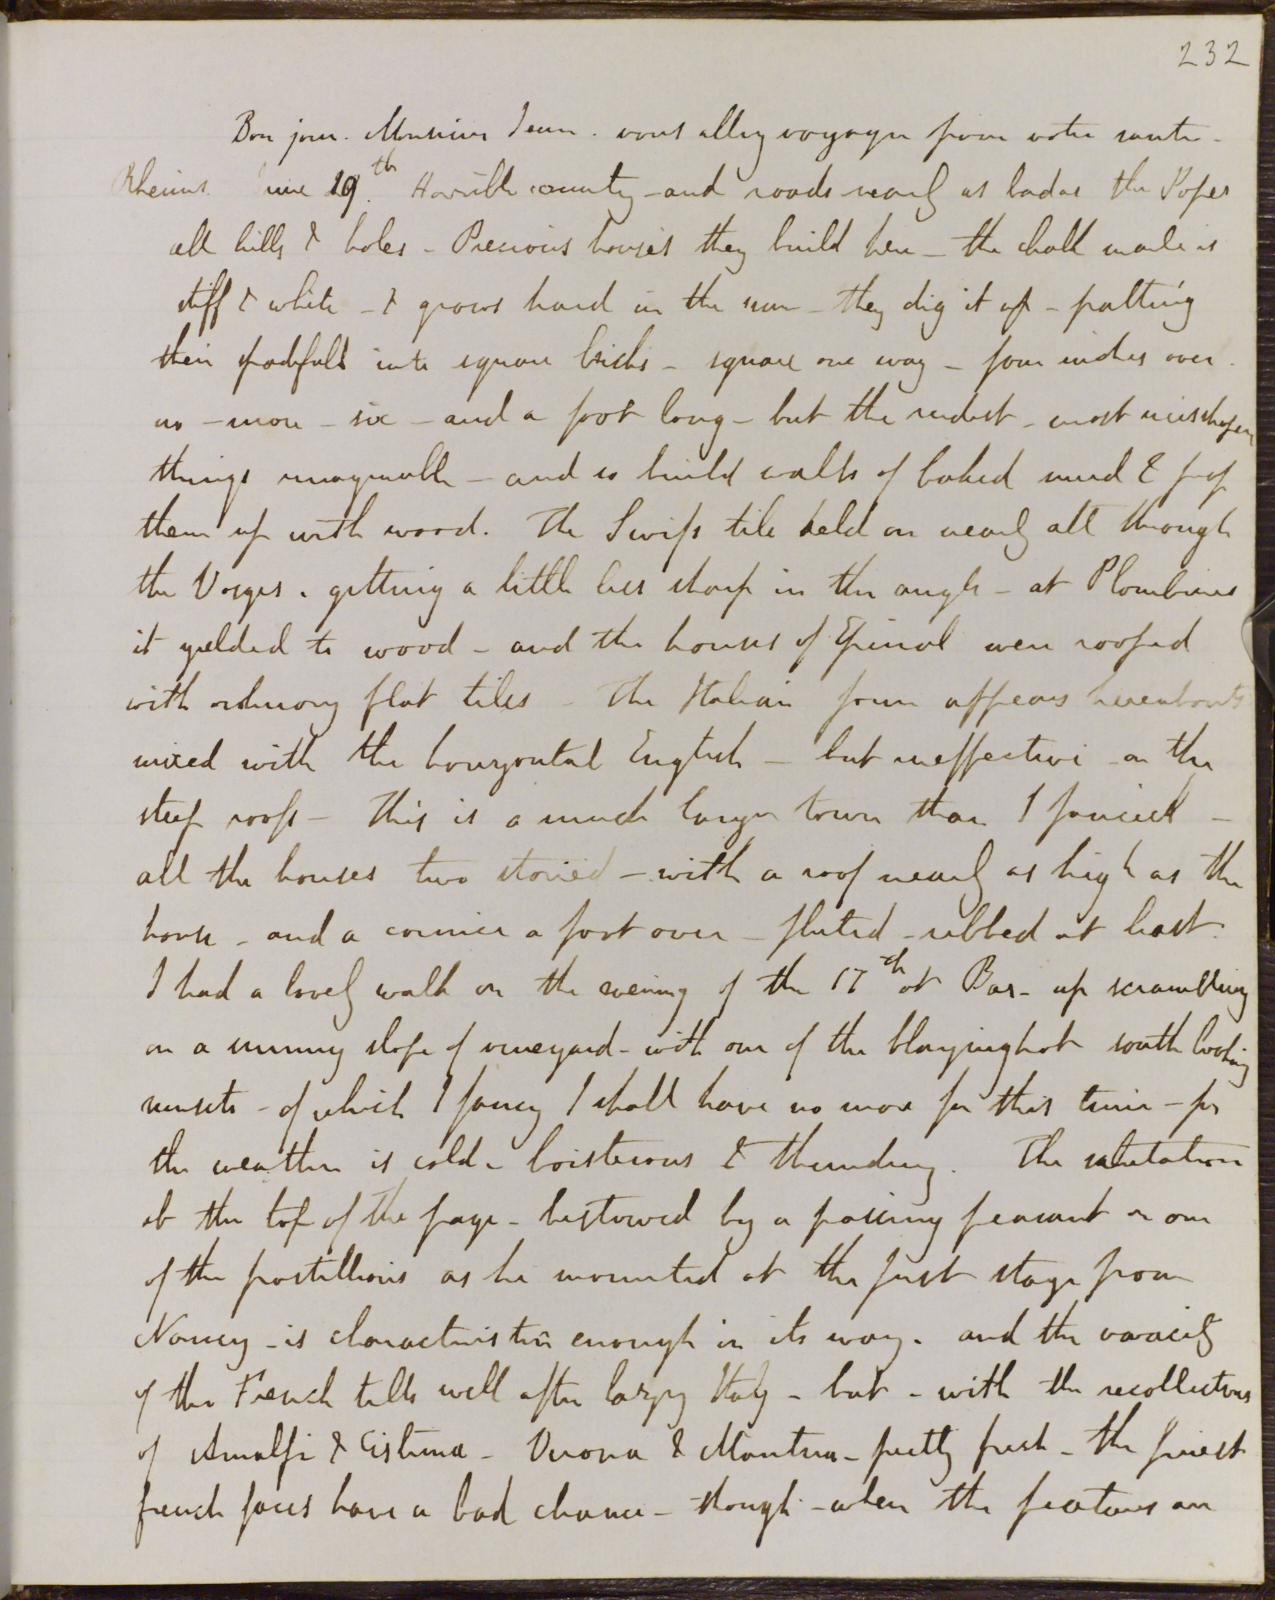 232
Bon jour. Monsieur Jean. vous allez voyager pour votre sante -
Rheims. June 19th. Horrible country - and roads nearly as bad as the Popes
all hills & holes - Precious houses they build here - the chalk marle is
stiff & white - & grows hard in the sun - they dig it up - patting
their spadefulls into square bricks - square one way - four inches over.
no - more - six - and a foot long - but the rudest - most misshapen
things imaginable - and so build walls of baked mud & prop
them up with wood. The Swiss tile held on nearly all through
the Vosges. getting a little less sharp in the angle - at Plombieres
it yielded to wood - and the houses of Epinal were roofed
with ordinary flat tiles - The Italian form appears hereabouts
mixed with the horizontal English - but ineffective on the
steep roofs - This is a much larger town than I fancied -
all the houses two storied - with a roof nearly as high as the
house - and a cornice a foot over - fluted - ribbed at least.
I had a lovely walk on the evening of the 17th at Bar - up scrambling
on a sunny slope of vineyard - with one of the blazing hot south looking
sunsets - of which I fancy I shall have no more for this time - for
the weather is cold - boisterous & thundery. The salutation
at the top of the page - bestowed by a passing peasant on one
of the postillions as he mounted at the first stage from
Nancy - is characteristic enough in its way. and the vivacity
of the French tells well after lazy Italy - but - with the recollections
of Amalfi & Cisterna - Verona & Mantua - pretty fresh - the finest
french faces have a bad chance - though - when the features are